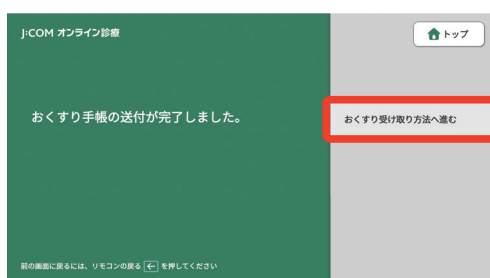 J:COM オンライン診療
トップ
おくすり手帳の送付が完了しました。
おくすり受け取り方法へ進む
前の画面に戻るには、リモコンの戻る ← を押してください